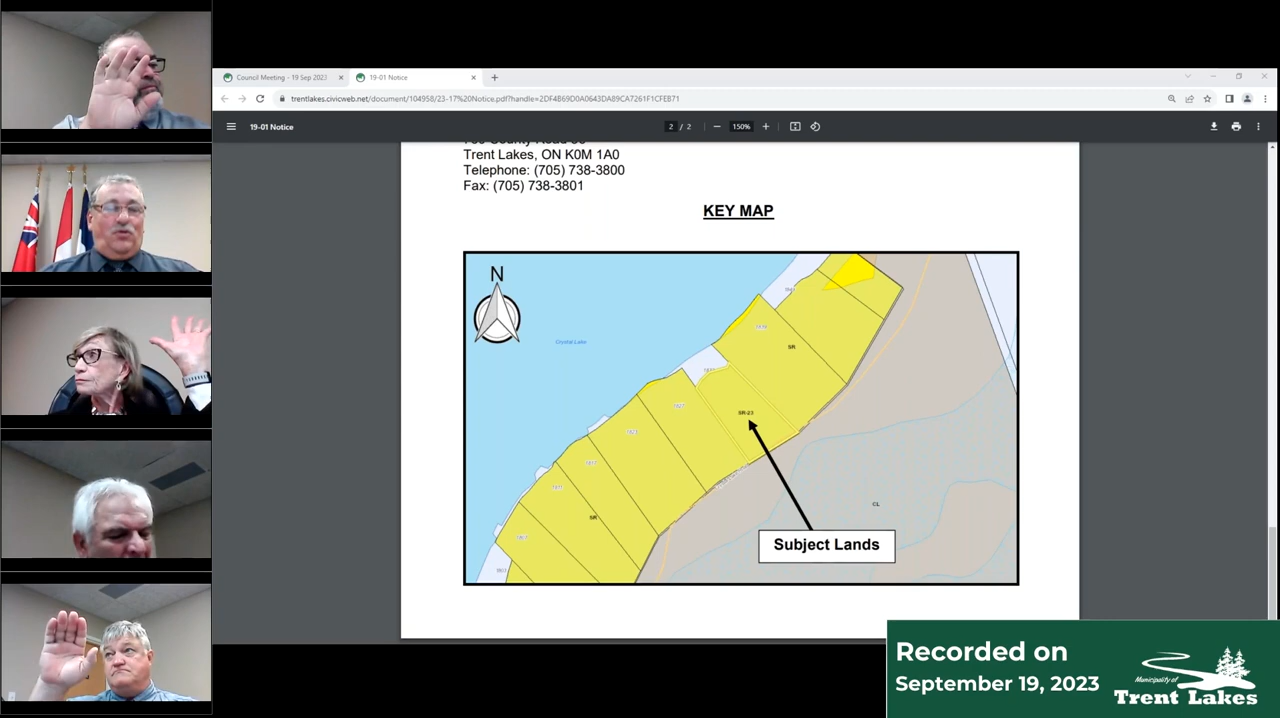 Council Meeting - 19 Sep 2023
19-01 Notice
trentlakes.civicweb.net/document/104958/23-17%20Notice.pdf?handle=2DF4B69D0A0643DA89CA7261F1CFEB71
19-01 Notice
2 / 2
150%
Trent Lakes, ON K0M 1A0
Telephone: (705) 738-3800
Fax: (705) 738-3801
KEY MAP
N
Crystal Lake
SR
SR-23
SR
CL
Subject Lands
Recorded on
September 19, 2023
Municipality of
Trent Lakes